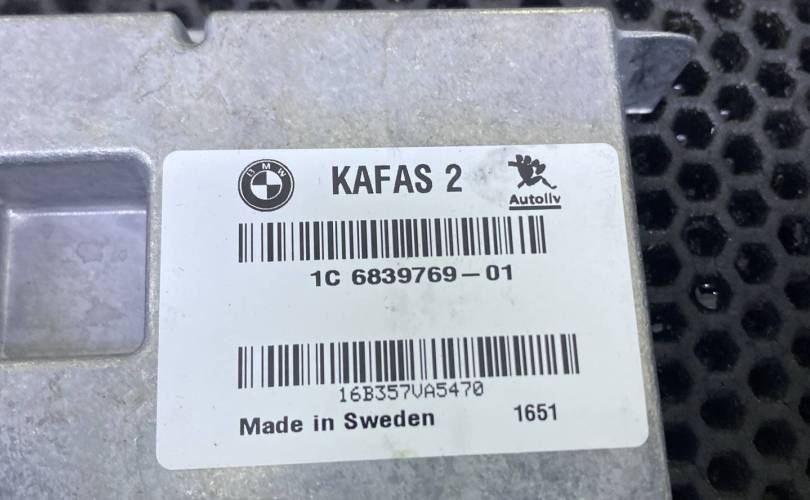 BMW KAFAS 2 Autoliv
1C 6839769-01
16B357VA5470
Made in Sweden 1651